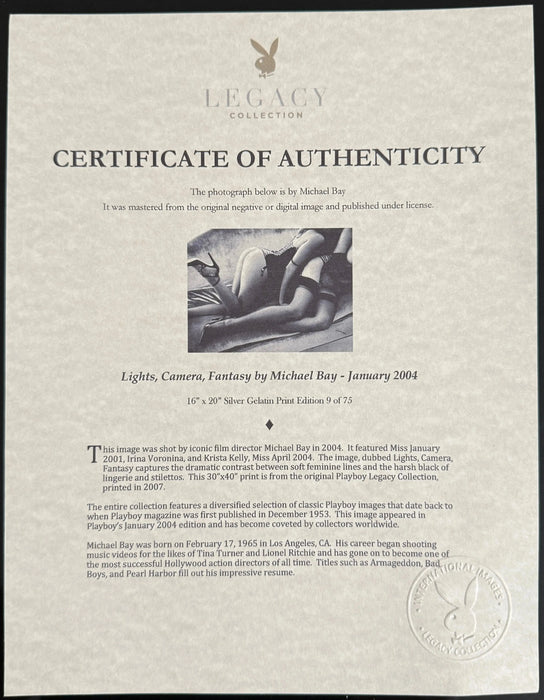 LEGACY
COLLECTION
CERTIFICATE OF AUTHENTICITY
The photograph below is by Michael Bay
It was mastered from the original negative or digital image and published under license.
Lights, Camera, Fantasy by Michael Bay - January 2004
16" x 20" Silver Gelatin Print Edition 9 of 75
This image was shot by iconic film director Michael Bay in 2004. It featured Miss January
2001, Irina Voronina, and Krista Kelly, Miss April 2004. The image, dubbed Lights, Camera,
Fantasy captures the dramatic contrast between soft feminine lines and the harsh black of
lingerie and stilettos. This 30"x40" print is from the original Playboy Legacy Collection,
printed in 2007.
The entire collection features a diversified selection of classic Playboy images that date back to
when Playboy magazine was first published in December 1953. This image appeared in
Playboy's January 2004 edition and has become coveted by collectors worldwide.
Michael Bay was born on February 17, 1965 in Los Angeles, CA. His career began shooting
music videos for the likes of Tina Turner and Lionel Ritchie and has gone on to become one of
the most successful Hollywood action directors of all time. Titles such as Armageddon, Bad
Boys, and Pearl Harbor fill out his impressive resume.
INTERNATIONAL IMAGES
LEGACY COLLECTION